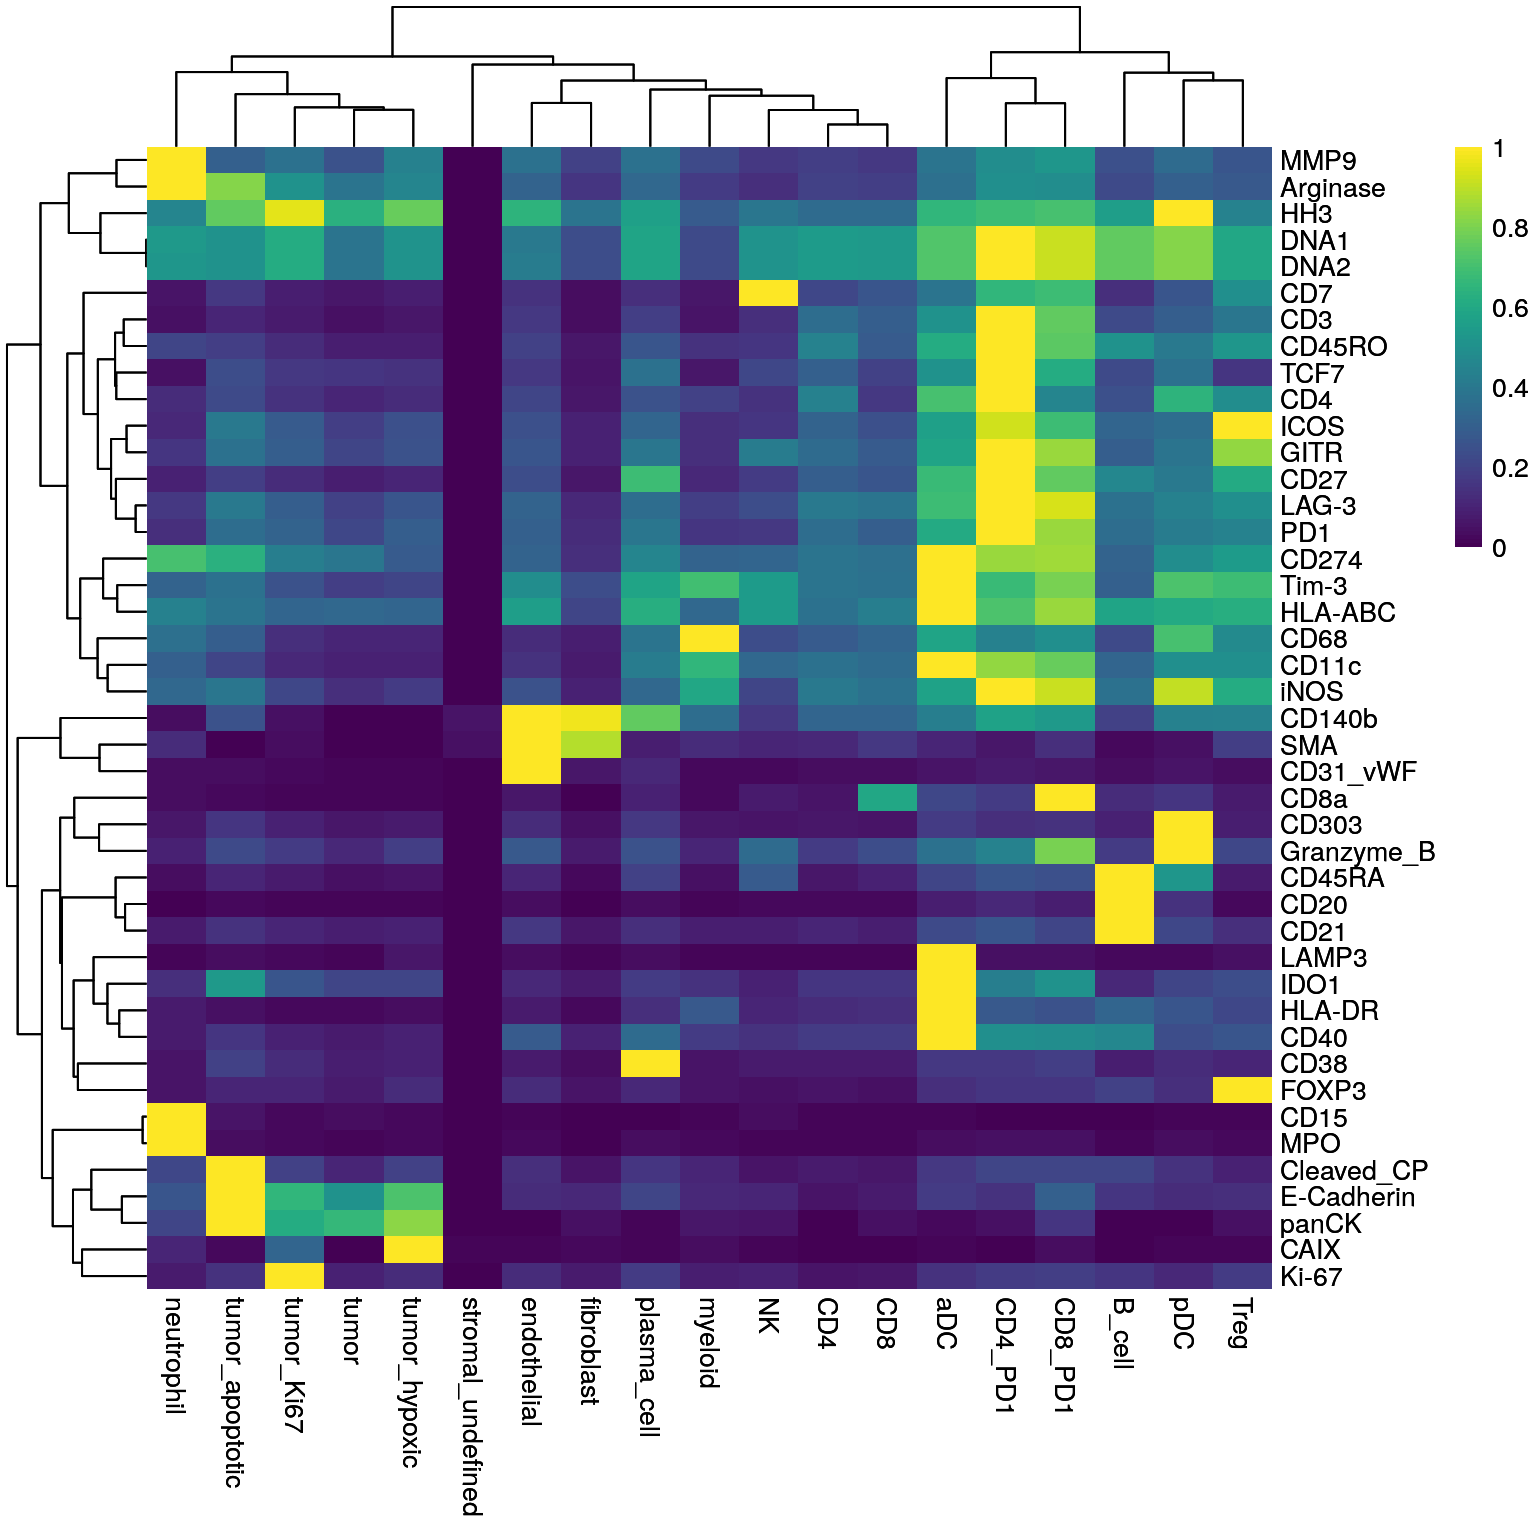 MMP9
Arginase
HH3
DNA1
DNA2
CD7
CD3
CD45RO
TCF7
CD4
ICOS
GITR
CD27
LAG-3
PD1
CD274
Tim-3
HLA-ABC
CD68
CD11c
iNOS
CD140b
SMA
CD31_vWF
CD8a
CD303
Granzyme_B
CD45RA
CD20
CD21
LAMP3
IDO1
HLA-DR
CD40
CD38
FOXP3
CD15
MPO
Cleaved_CP
E-Cadherin
panCK
CAIX
Ki-67
1
0.8
0.6
0.4
0.2
0
neutrophil
tumor_apoptotic
tumor_Ki67
tumor
tumor_hypoxic
stromal_undefined
endothelial
fibroblast
plasma_cell
myeloid
NK
CD4
CD8
aDC
CD4_PD1
CD8_PD1
B_cell
pDC
Treg